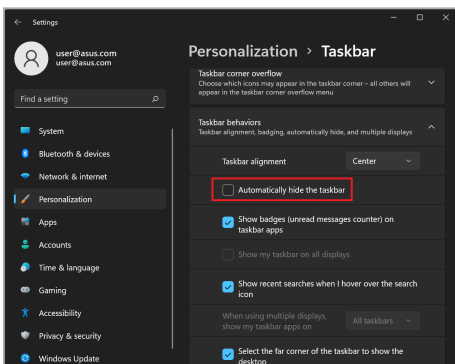 Settings
user@asus.com
user@asus.com
Find a setting
System
Bluetooth & devices
Network & internet
Personalization
Apps
Accounts
Time & language
Gaming
Accessibility
Privacy & security
Windows Update
Personalization > Taskbar
Taskbar corner overflow
Choose which icons may appear in the taskbar corner – all others will
appear in the taskbar corner overflow menu
Taskbar behaviors
Taskbar alignment, badging, automatically hide, and multiple displays
Taskbar alignment Center
Automatically hide the taskbar
Show badges (unread messages counter) on
taskbar apps
Show my taskbar on all displays
Show recent searches when I hover over the search
icon
When using multiple displays,
show my taskbar apps on All taskbars
Select the far corner of the taskbar to show the
desktop